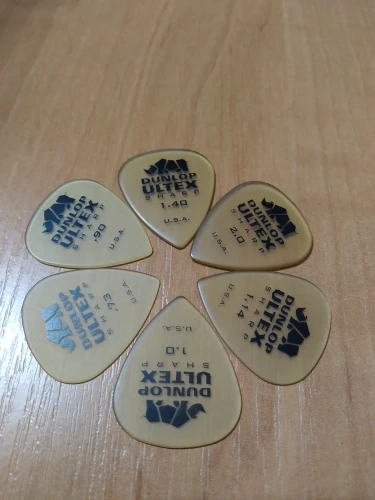 DUNLOP
ULTEX
SHARP
1.40
U.S.A.
DUNLOP
ULTEX
SHARP
.90
U.S.A.
DUNLOP
ULTEX
SHARP
2.0
U.S.A.
DUNLOP
ULTEX
SHARP
.73
U.S.A.
DUNLOP
ULTEX
SHARP
1.0
U.S.A.
DUNLOP
ULTEX
SHARP
1.14
U.S.A.